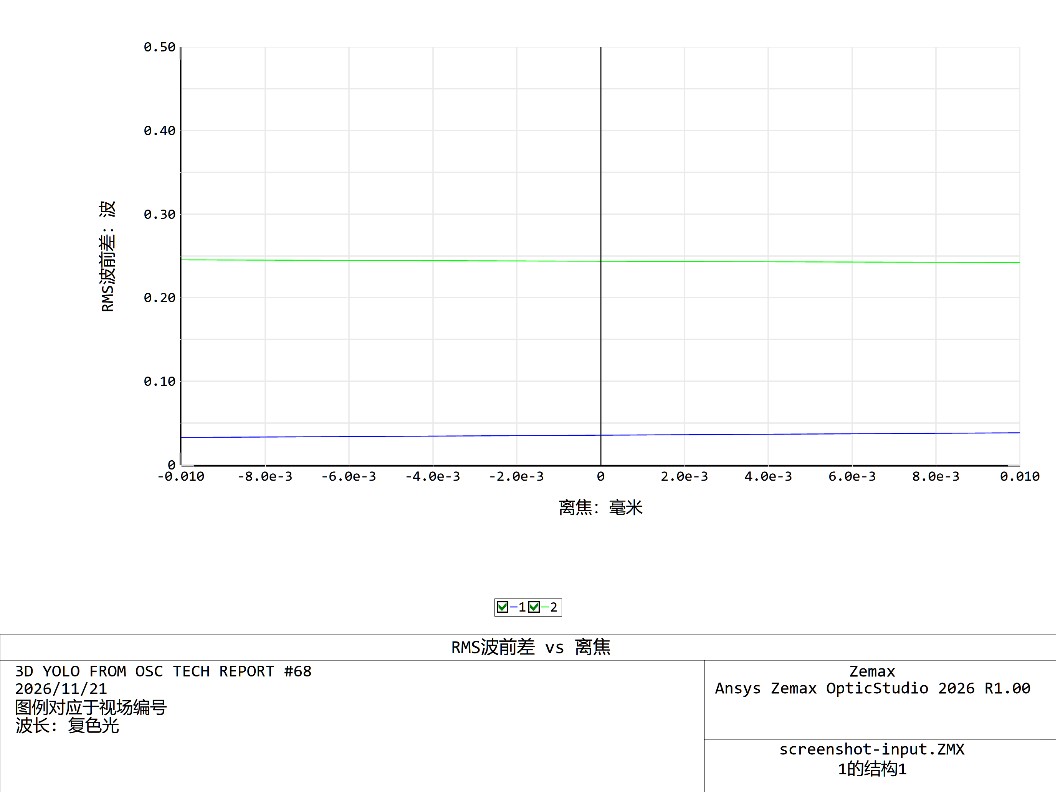 0.50
0.40
0.30
0.20
0.10
0
RMS波前差: 波
-0.010 -8.0e-3 -6.0e-3 -4.0e-3 -2.0e-3 0 2.0e-3 4.0e-3 6.0e-3 8.0e-3 0.010
离焦: 毫米
1 2
RMS波前差 vs 离焦
3D YOLO FROM OSC TECH REPORT #68
2026/11/21
图例对应于视场编号
波长: 复色光
Zemax
Ansys Zemax OpticStudio 2026 R1.00
screenshot-input.ZMX
1的结构1